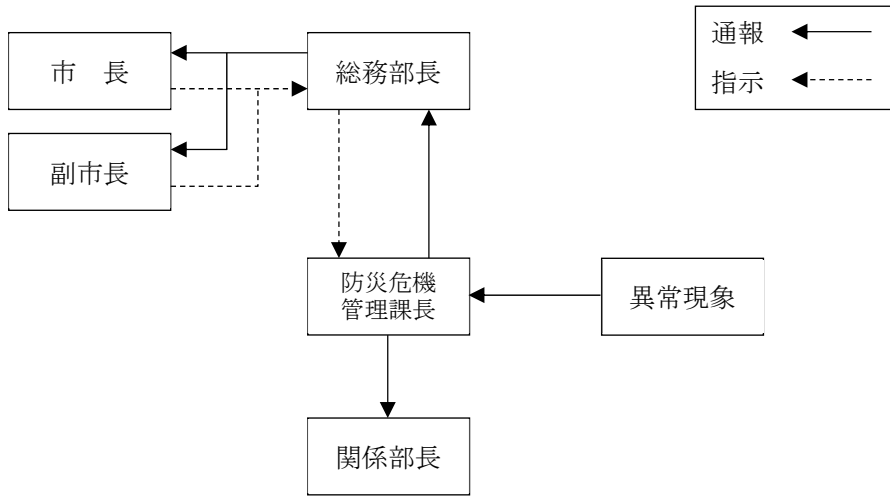 通報
市　長
総務部長
指示
副市長
防災危機
管理課長
異常現象
関係部長